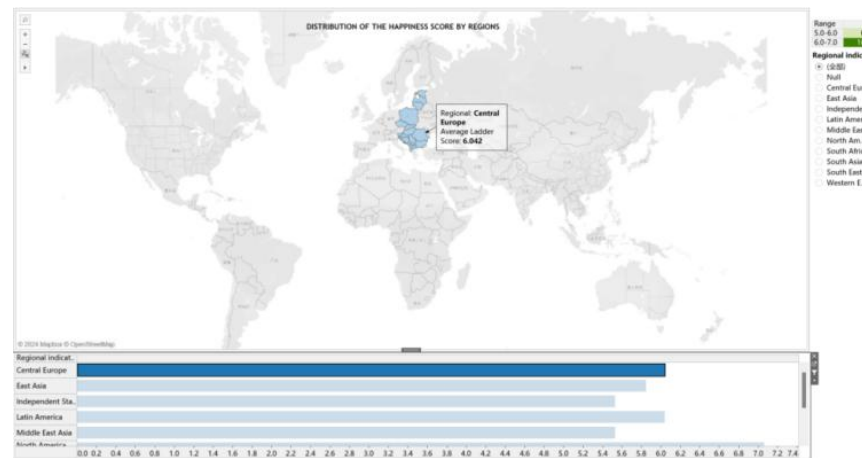 DISTRIBUTION OF THE HAPPINESS SCORE BY REGIONS
Regional: Central
Europe
Average Ladder
Score: 6.042
© 2024 Mapbox © OpenStreetMap
Range
5.0-6.0
6.0-7.0
Regional indic
(全部)
Null
Central Eu
East Asia
Independe
Latin Amer
Middle Eas
North Am..
South Afri
South Asia
South East
Western E.
Regional indicat..
Central Europe
East Asia
Independent Sta..
Latin America
Middle East Asia
North America
0.0 0.2 0.4 0.6 0.8 1.0 1.2 1.4 1.6 1.8 2.0 2.2 2.4 2.6 2.8 3.0 3.2 3.4 3.6 3.8 4.0 4.2 4.4 4.6 4.8 5.0 5.2 5.4 5.6 5.8 6.0 6.2 6.4 6.6 6.8 7.0 7.2 7.4